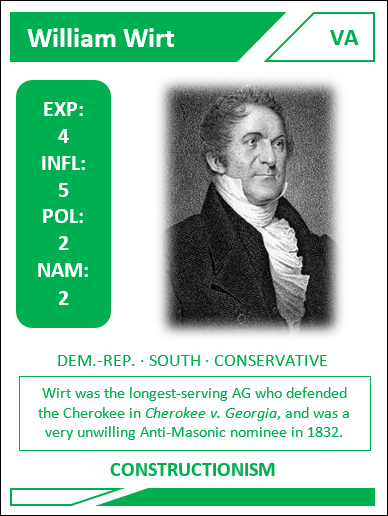 William Wirt
VA
EXP:
4
INFL:
5
POL:
2
NAM:
2
DEM.-REP. · SOUTH · CONSERVATIVE
Wirt was the longest-serving AG who defended
the Cherokee in Cherokee v. Georgia, and was a
very unwilling Anti-Masonic nominee in 1832.
CONSTRUCTIONISM